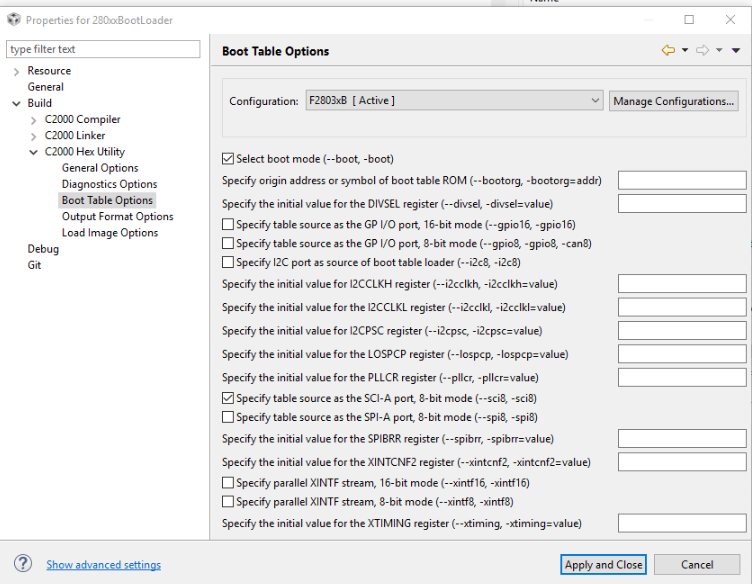 Name
Properties for 280xxBootLoader
type filter text
Resource
General
Build
C2000 Compiler
C2000 Linker
C2000 Hex Utility
General Options
Diagnostics Options
Boot Table Options
Output Format Options
Load Image Options
Debug
Git
Boot Table Options
Configuration: F2803xB [ Active ] Manage Configurations...
Select boot mode (--boot, -boot)
Specify origin address or symbol of boot table ROM (--bootorg, -bootorg=addr)
Specify the initial value for the DIVSEL register (--divsel, -divsel=value)
Specify table source as the GP I/O port, 16-bit mode (--gpio16, -gpio16)
Specify table source as the GP I/O port, 8-bit mode (--gpio8, -gpio8, -can8)
Specify I2C port as source of boot table loader (--i2c8, -i2c8)
Specify the initial value for I2CCLKH register (--i2cclkh, -i2cclkh=value)
Specify the initial value for the I2CCLKL register (--i2cclkl, -i2cclkl=value)
Specify the initial value for I2CPSC register (--i2cpsc, -i2cpsc=value)
Specify the initial value for the LOSPCP register (--lospcp, -lospcp=value)
Specify the initial value for the PLLCR register (--pllcr, -pllcr=value)
Specify table source as the SCI-A port, 8-bit mode (--sci8, -sci8)
Specify table source as the SPI-A port, 8-bit mode (--spi8, -spi8)
Specify the initial value for the SPIBRR register (--spibrr, -spibrr=value)
Specify the initial value for the XINTCNF2 register (--xintcnf2, -xintcnf2=value)
Specify parallel XINTF stream, 16-bit mode (--xintf16, -xintf16)
Specify parallel XINTF stream, 8-bit mode (--xintf8, -xintf8)
Specify the initial value for the XTIMING register (--xtiming, -xtiming=value)
? Show advanced settings Apply and Close Cancel